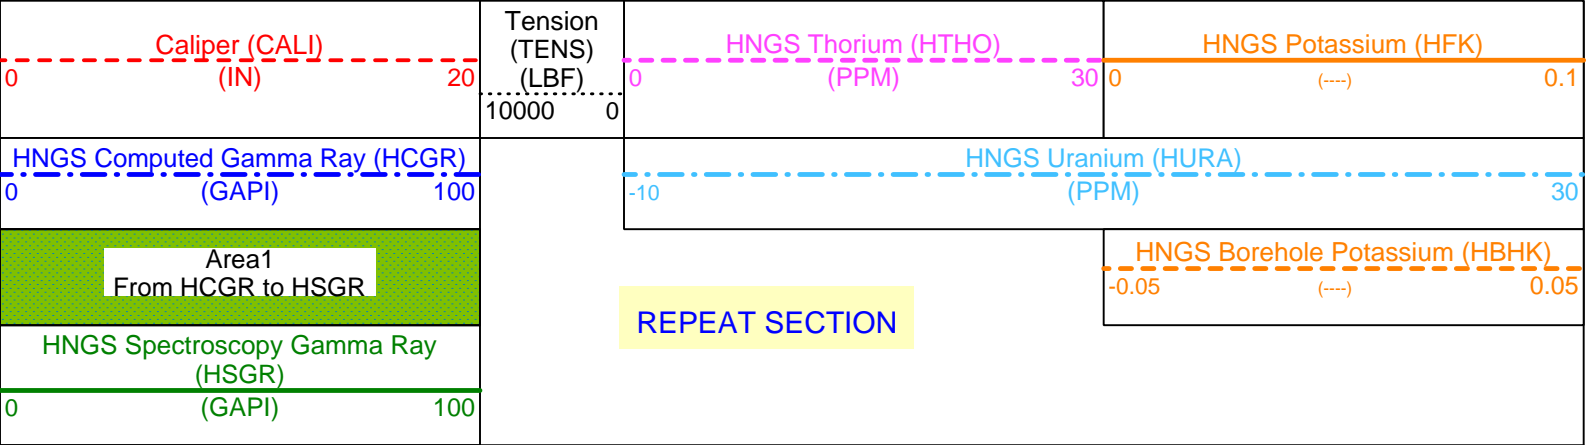 Caliper (CALI)
0 (IN) 20
Tension
(TENS)
(LBF)
10000 0
HNGS Thorium (HTHO)
0 (PPM) 30
HNGS Potassium (HFK)
0 (----) 0.1
HNGS Computed Gamma Ray (HCGR)
0 (GAPI) 100
HNGS Uranium (HURA)
-10 (PPM) 30
Area1
From HCGR to HSGR
HNGS Borehole Potassium (HBHK)
-0.05 (----) 0.05
REPEAT SECTION
HNGS Spectroscopy Gamma Ray
(HSGR)
0 (GAPI) 100